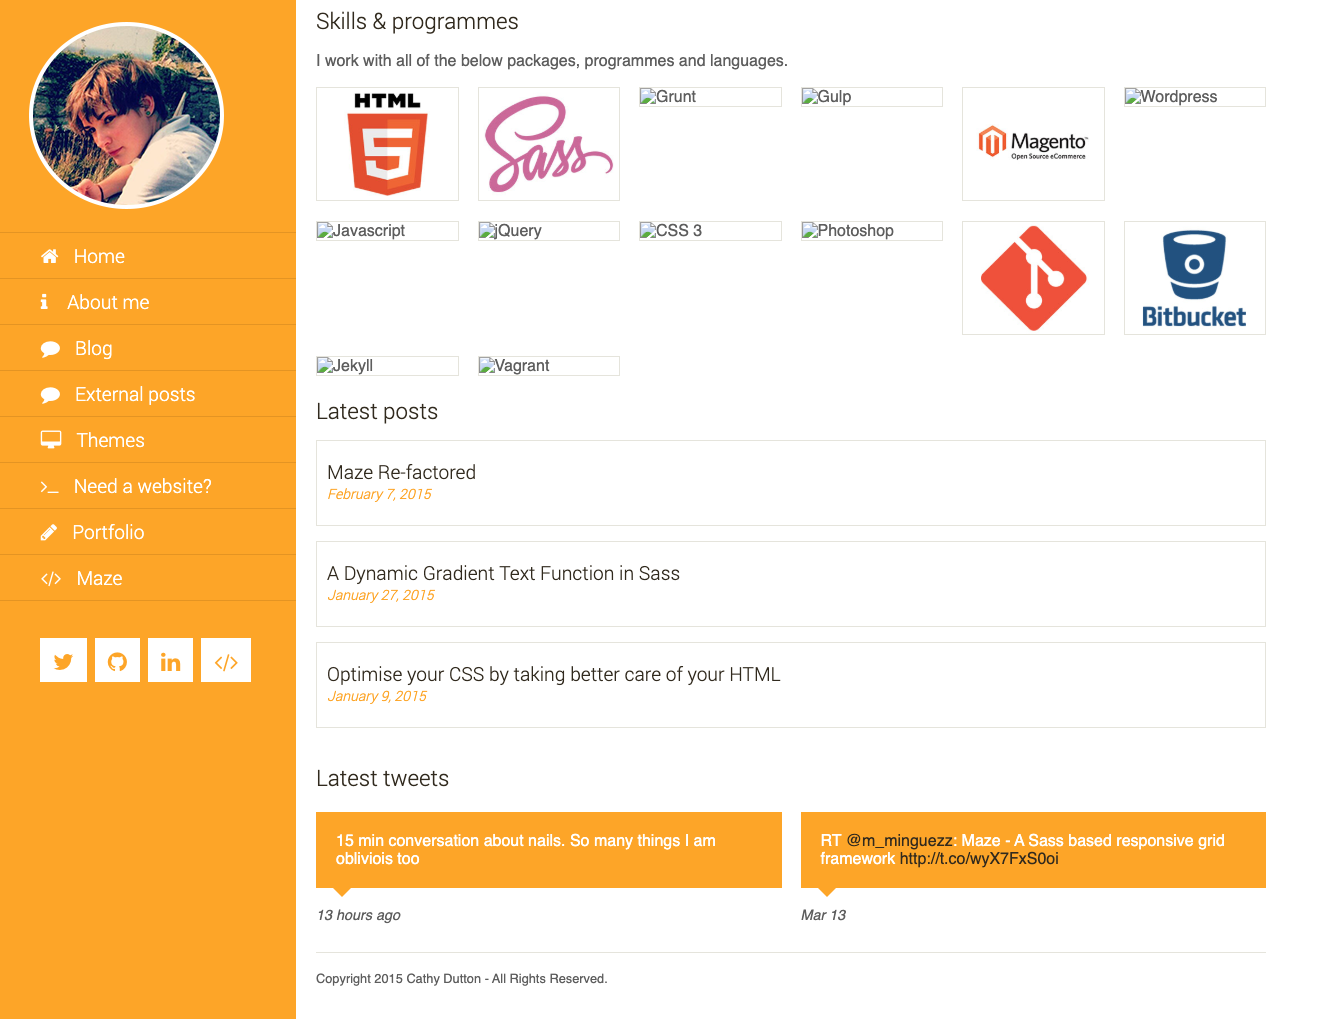 Home
About me
Blog
External posts
Themes
Need a website?
Portfolio
Maze
Skills & programmes
I work with all of the below packages, programmes and languages.
HTML
5
Sass
Grunt
Gulp
Magento™
Open Source eCommerce
Wordpress
Javascript
jQuery
CSS 3
Photoshop
Bitbucket
Jekyll
Vagrant
Latest posts
Maze Re-factored
February 7, 2015
A Dynamic Gradient Text Function in Sass
January 27, 2015
Optimise your CSS by taking better care of your HTML
January 9, 2015
Latest tweets
15 min conversation about nails. So many things I am
obliviois too
13 hours ago
RT @m_minguezz: Maze - A Sass based responsive grid
framework http://t.co/wyX7FxS0oi
Mar 13
Copyright 2015 Cathy Dutton - All Rights Reserved.